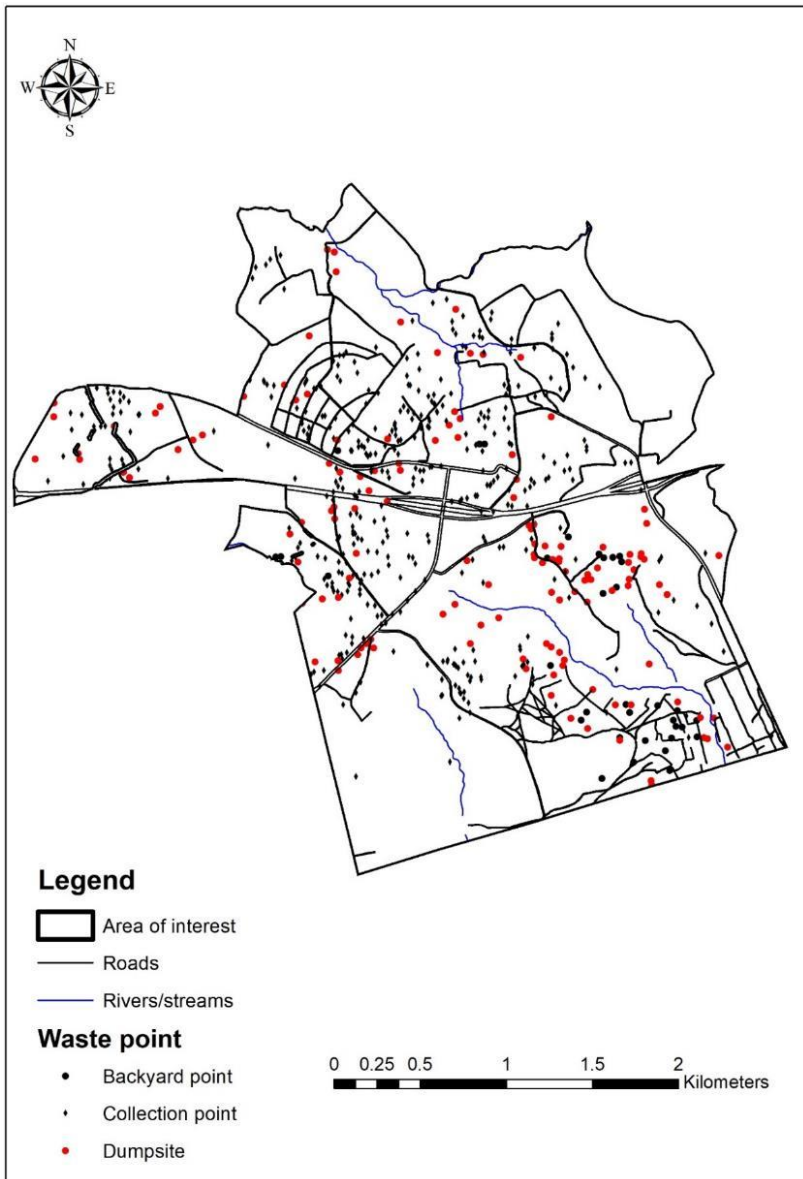 N
W E
S
Legend
Area of interest
Roads
Rivers/streams
Waste point
Backyard point
Collection point
Dumpsite
0 0.25 0.5 1 1.5 2
Kilometers